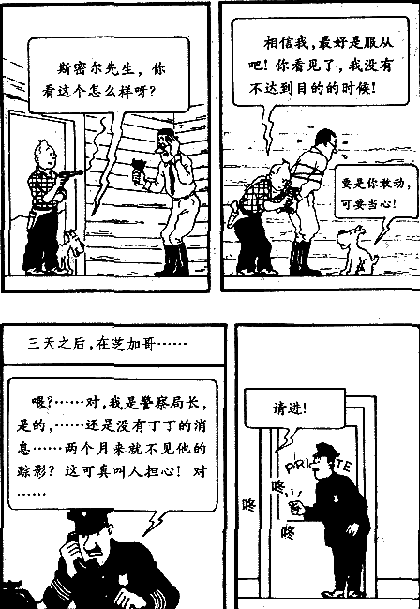 斯密尔先生，你
看这个怎么样呀？
相信我，最好是服从
吧！你看见了，我没有
不达到目的的时候！
要是你敢动，
可要当心！
三天之后，在芝加哥……
喂？……对，我是警察局长，
是的，……还是没有丁丁的消
息……两个月来就不见他的
踪影？这可真叫人担心！对
……
请进！
PRIVATE
咚
咚
咚